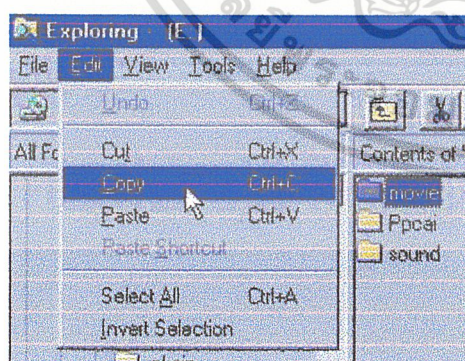 Exploring - [E:]
File Edit View Tools Help
Undo Ctrl+Z
All Fo
Contents of '
Cut Ctrl+X
Copy Ctrl+C
Paste Ctrl+V
Paste Shortcut
Select All Ctrl+A
Invert Selection
movie
Ppcai
sound